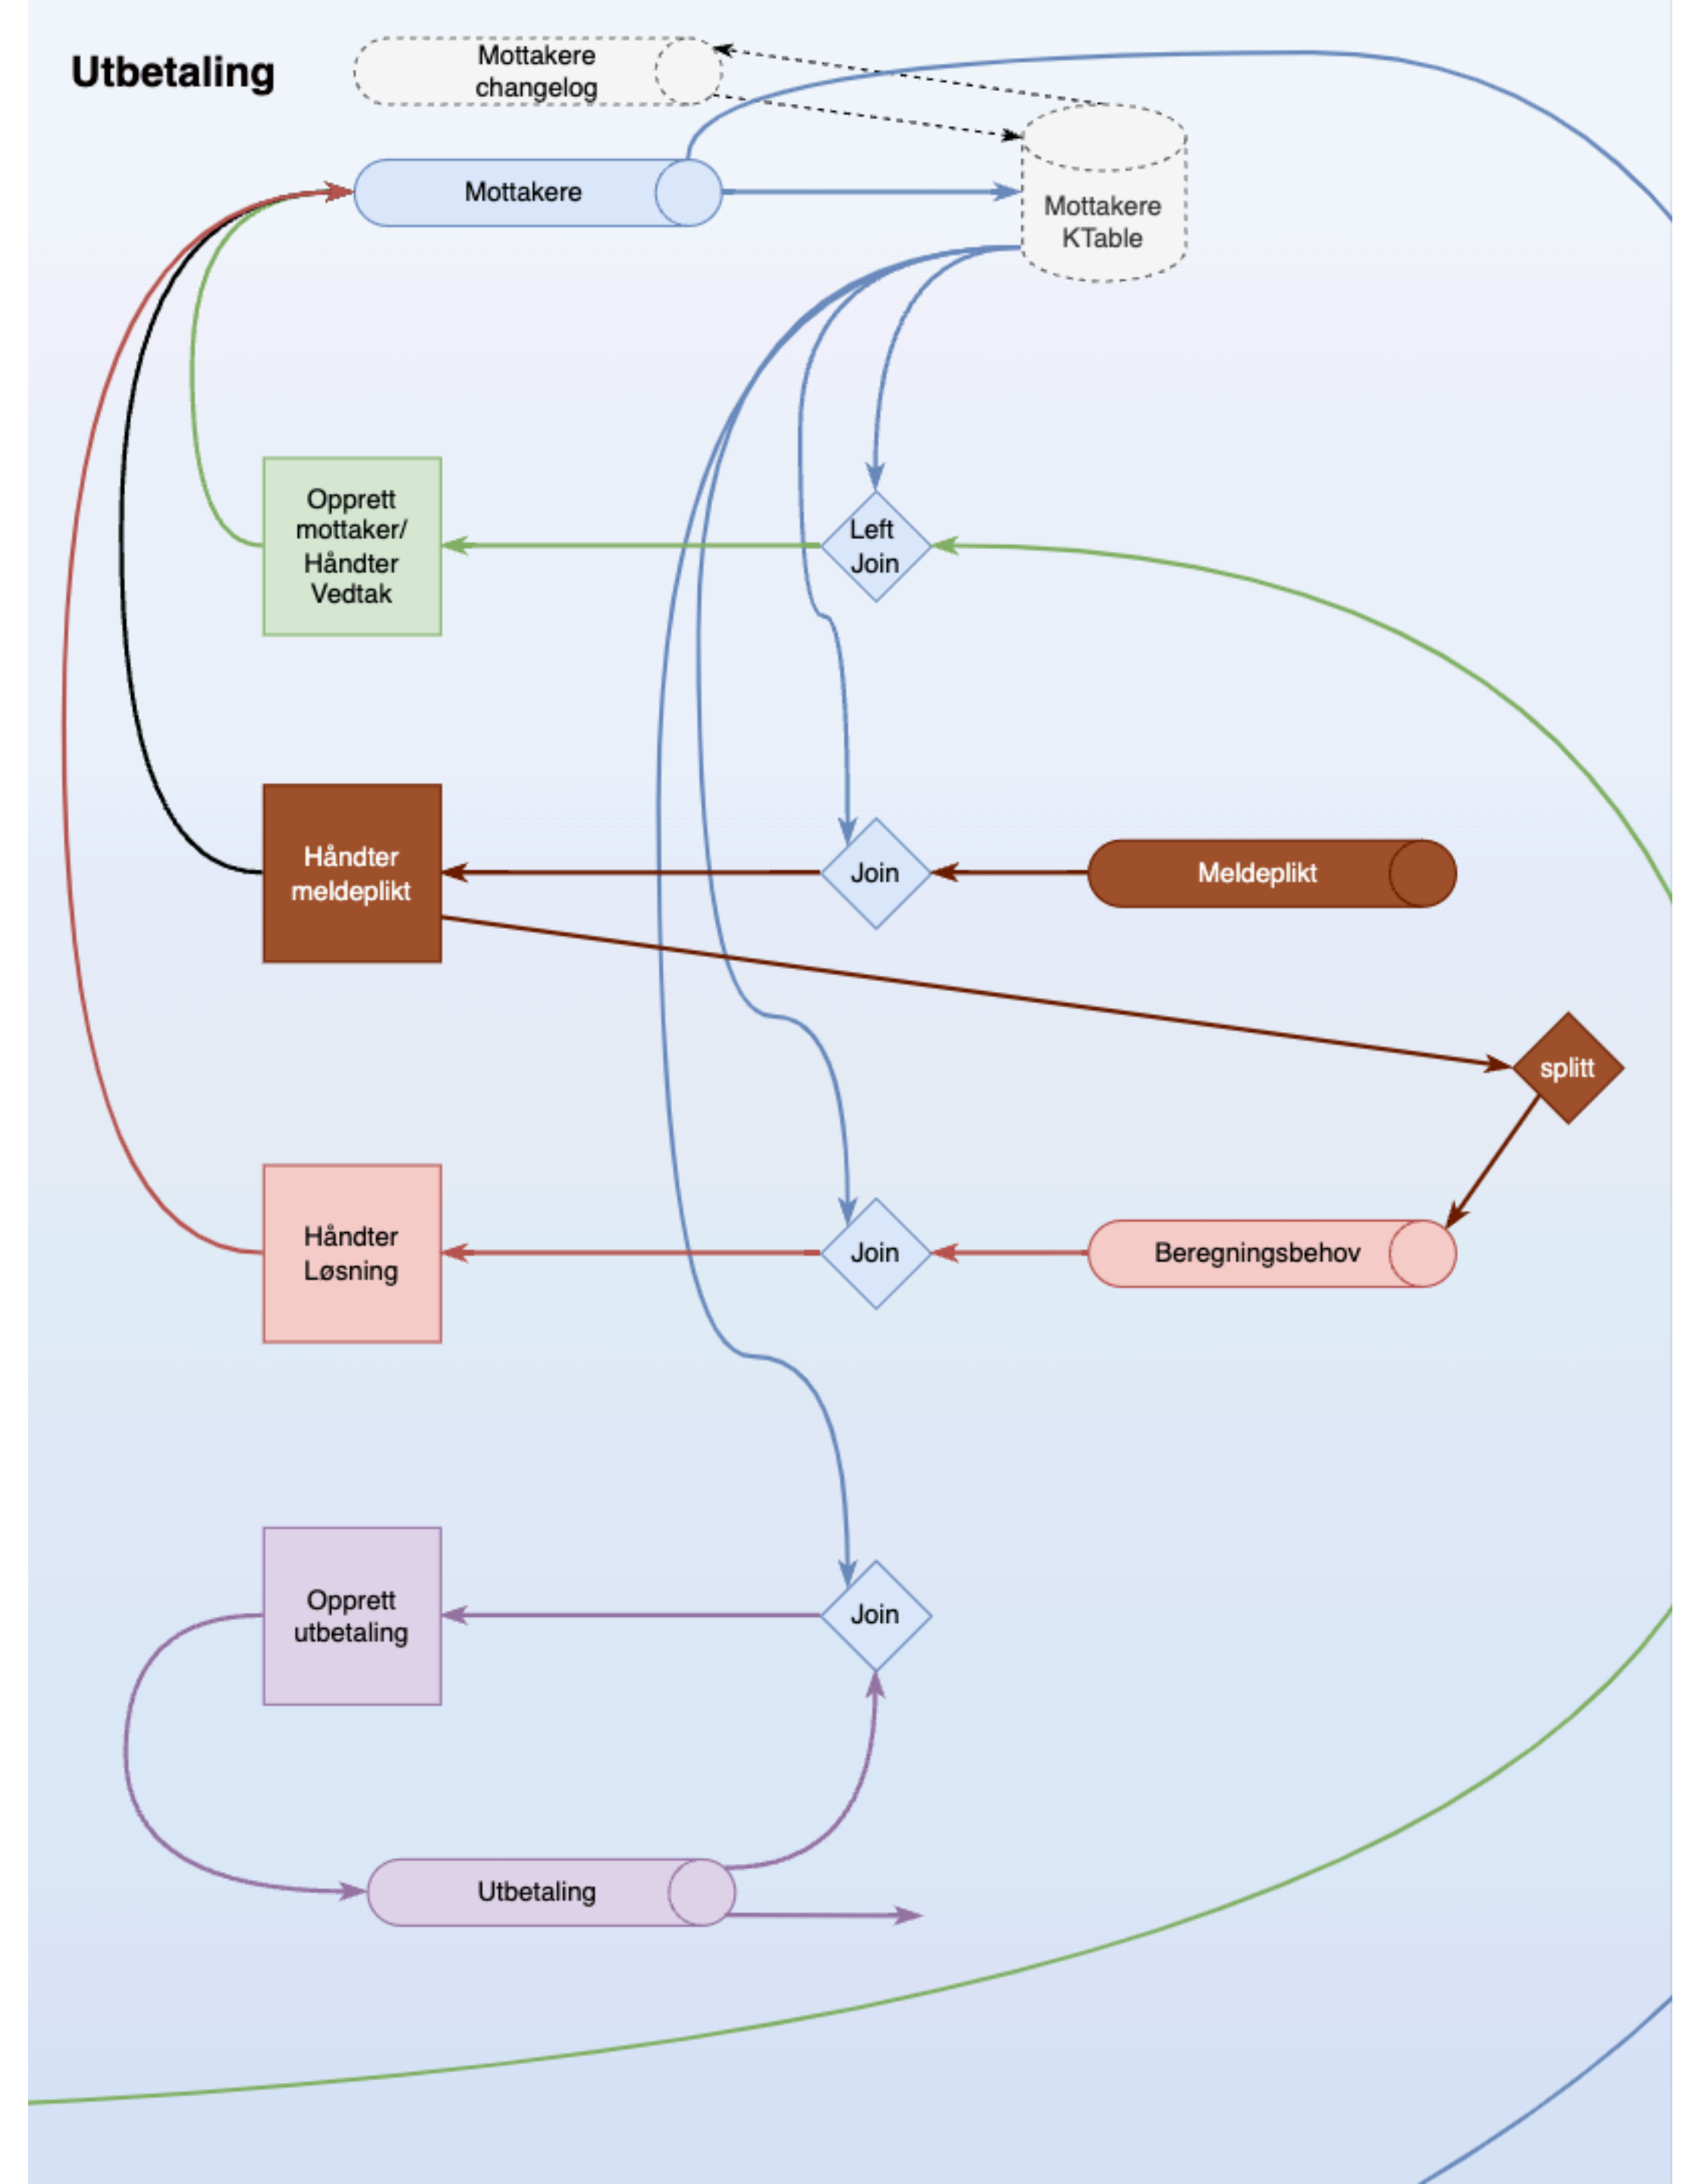 Utbetaling
Mottakere
changelog
Mottakere
Mottakere
KTable
Opprett
mottaker/
Håndter
Vedtak
Left
Join
Håndter
meldeplikt
Join
Meldeplikt
splitt
Håndter
Løsning
Join
Beregningsbehov
Opprett
utbetaling
Join
Utbetaling